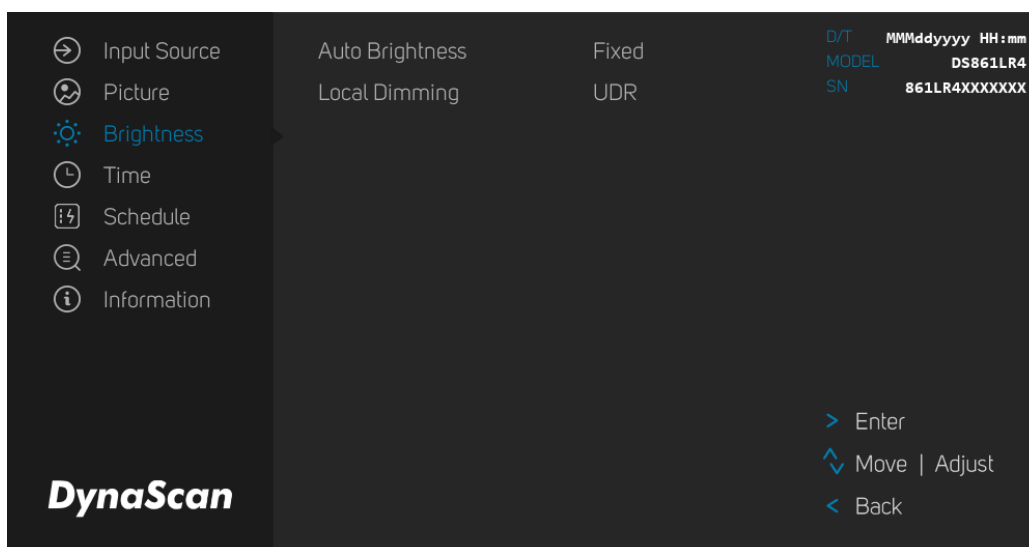 Input Source
Picture
Brightness
Time
Schedule
Advanced
Information
DynaScan
Auto Brightness Fixed
Local Dimming UDR
D/T MMMddyyyy HH:mm
MODEL DS861LR4
SN 861LR4XXXXXXX
> Enter
Move | Adjust
< Back